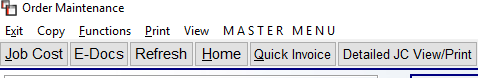 Order Maintenance
Exit Copy Functions Print View MASTER MENU
Job Cost E-Docs Refresh Home Quick Invoice Detailed JC View/Print